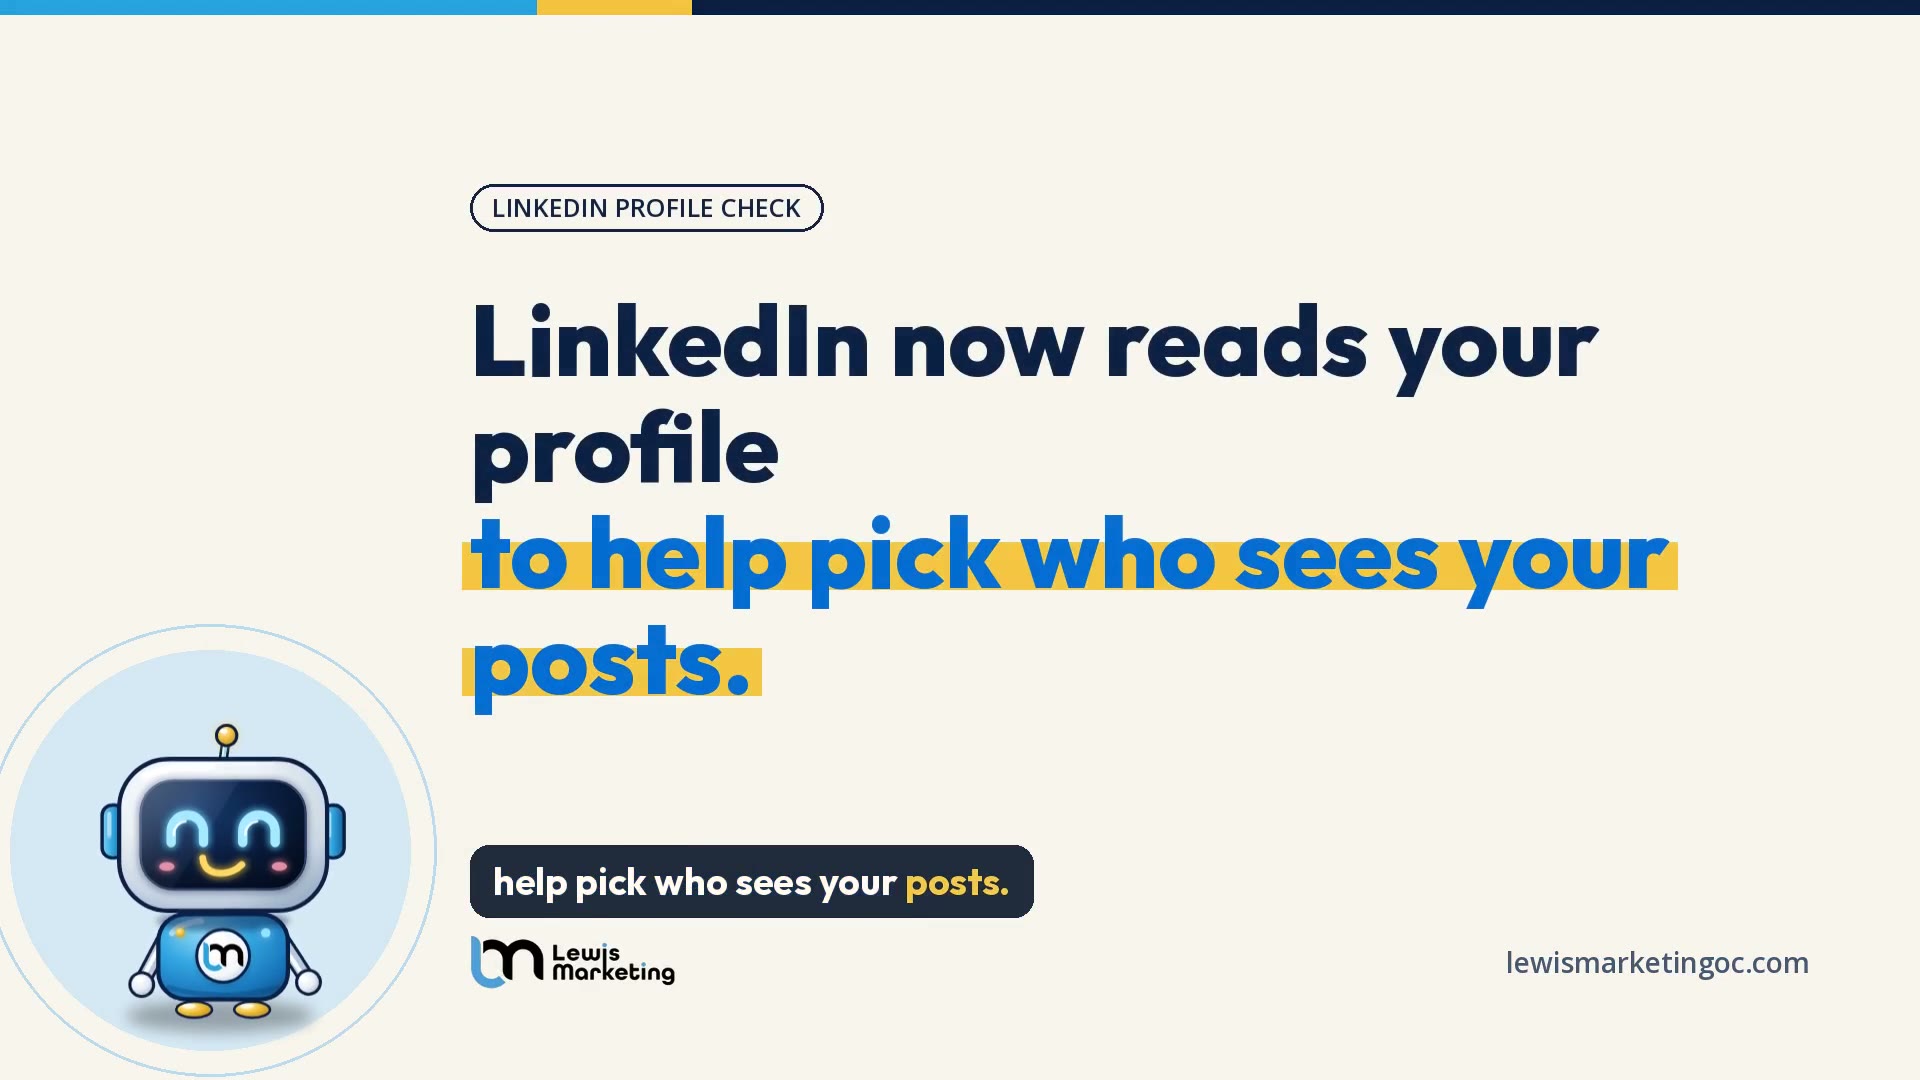 LINKEDIN PROFILE CHECK
LinkedIn now reads your
profile
to help pick who sees your
posts.
help pick who sees your posts.
Lewis
Marketing
lewismarketingoc.com